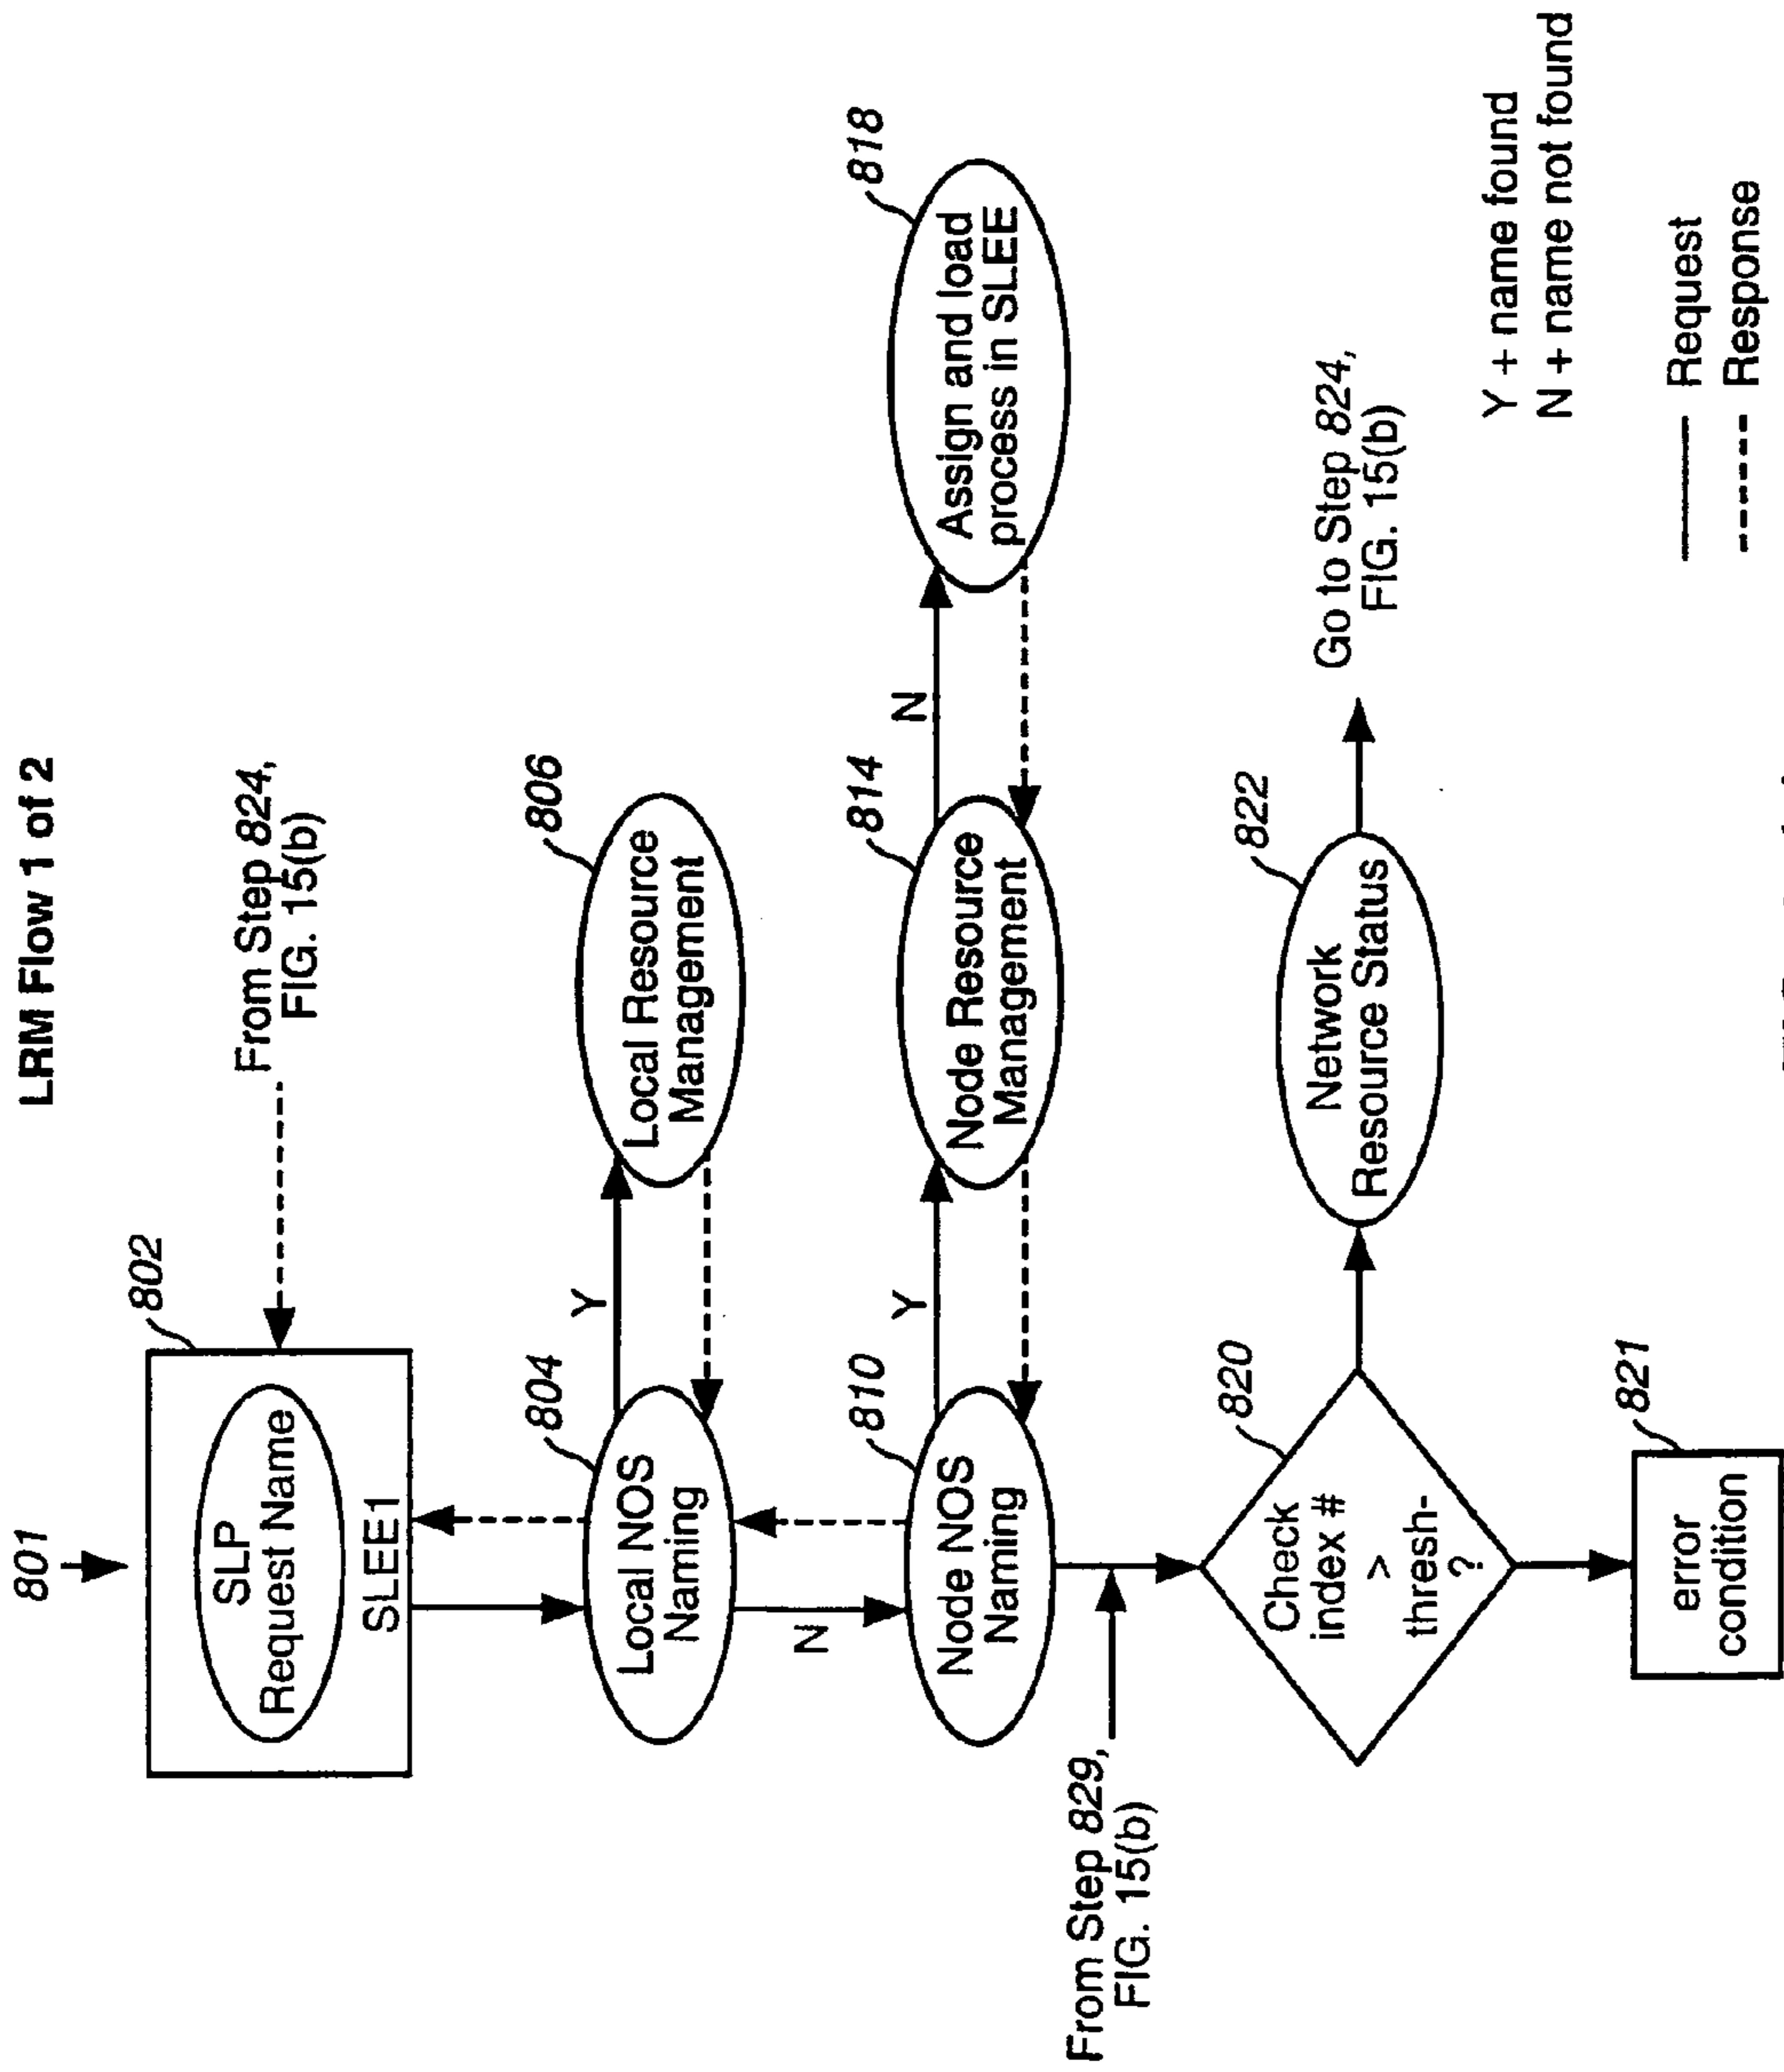 LRM Flow 1 of 2
801
802
SLP
Request Name
SLEE1
From Step 824,
FIG. 15(b)
804
Local NOS
Naming
Y
806
Local Resource
Management
N
810
Node NOS
Naming
Y
814
Node Resource
Management
N
818
Assign and load
process in SLEE
From Step 829,
FIG. 15(b)
820
Check
index #
>
thresh-
?
822
Network
Resource Status
Go to Step 824,
FIG. 15(b)
821
error
condition
Y + name found
N + name not found
Request
Response